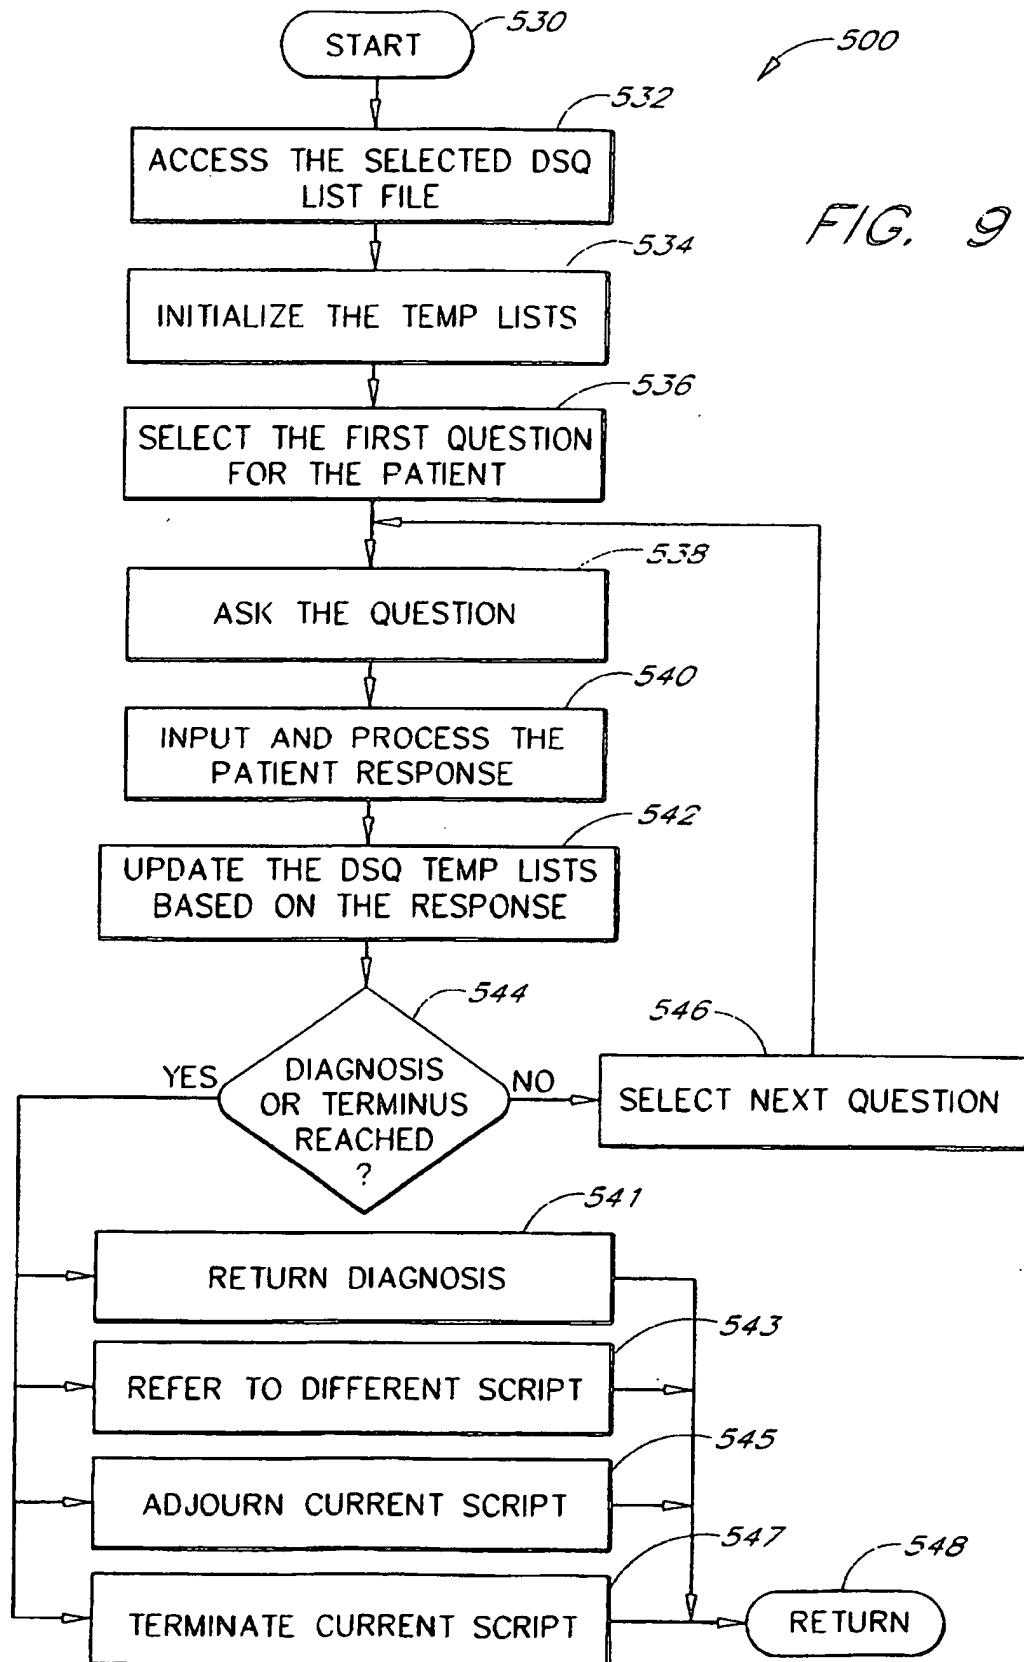 START
530
500
532
ACCESS THE SELECTED DSQ
LIST FILE
FIG. 9
534
INITIALIZE THE TEMP LISTS
536
SELECT THE FIRST QUESTION
FOR THE PATIENT
538
ASK THE QUESTION
540
INPUT AND PROCESS THE
PATIENT RESPONSE
542
UPDATE THE DSQ TEMP LISTS
BASED ON THE RESPONSE
544
546
YES
DIAGNOSIS
OR TERMINUS
REACHED
?
NO
SELECT NEXT QUESTION
541
RETURN DIAGNOSIS
543
REFER TO DIFFERENT SCRIPT
545
ADJOURN CURRENT SCRIPT
547
TERMINATE CURRENT SCRIPT
548
RETURN